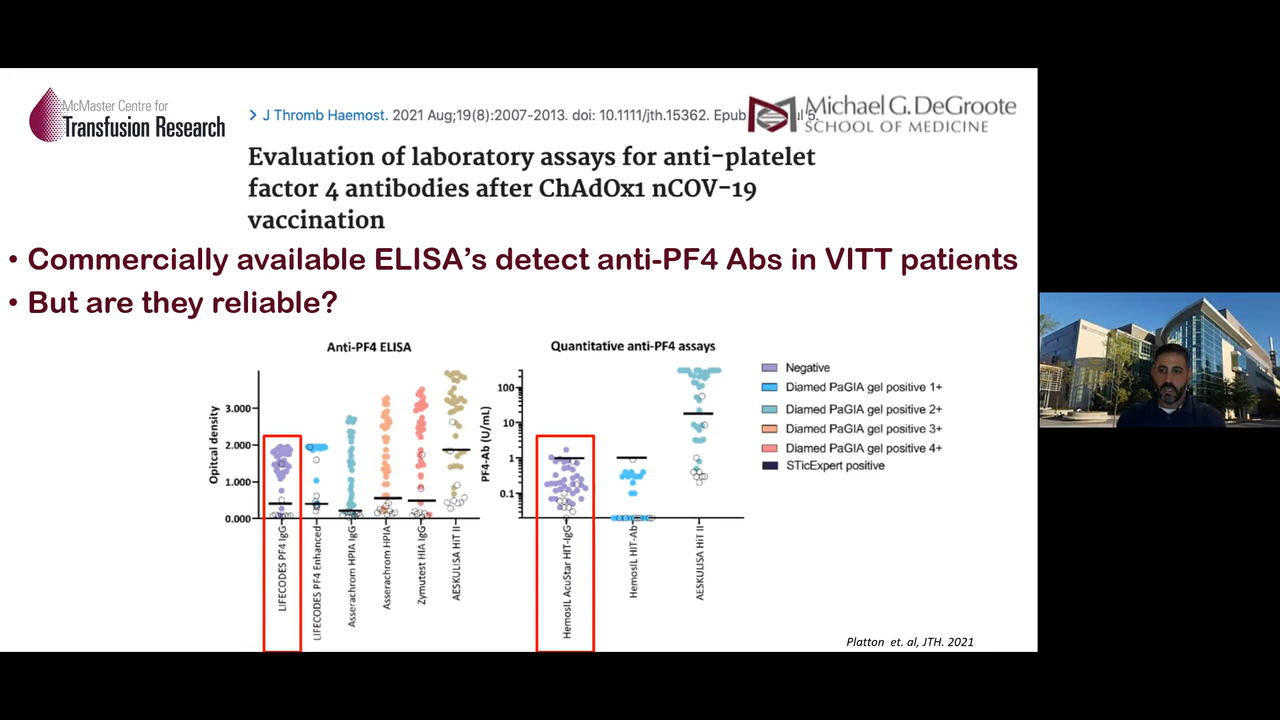 McMaster Centre for
Transfusion Research
> J Thromb Haemost. 2021 Aug;19(8):2007-2013. doi: 10.1111/jth.15362. Epub 5.
Michael G. DeGroote
SCHOOL OF MEDICINE
Evaluation of laboratory assays for anti-platelet
factor 4 antibodies after ChAdOx1 nCOV-19
vaccination
• Commercially available ELISA's detect anti-PF4 Abs in VITT patients
• But are they reliable?
Anti-PF4 ELISA
Opitcal density
3.000
2.000
1.000
0.000
LIFECODES PF4 IgG
LIFECODES PF4 Enhanced
Asserachrom HPIA IgG
Asserachrom HPIA
Zymutest HIA IgG
AESKULISA HiT II
Quantitative anti-PF4 assays
PF4-Ab (U/mL)
100
10
1
0.1
HemosIL AcuStar HIT-IgG
HemosIL HIT-Ab
AESKULISA HiT II
Negative
Diamed PaGIA gel positive 1+
Diamed PaGIA gel positive 2+
Diamed PaGIA gel positive 3+
Diamed PaGIA gel positive 4+
STicExpert positive
Platton et. al, JTH. 2021